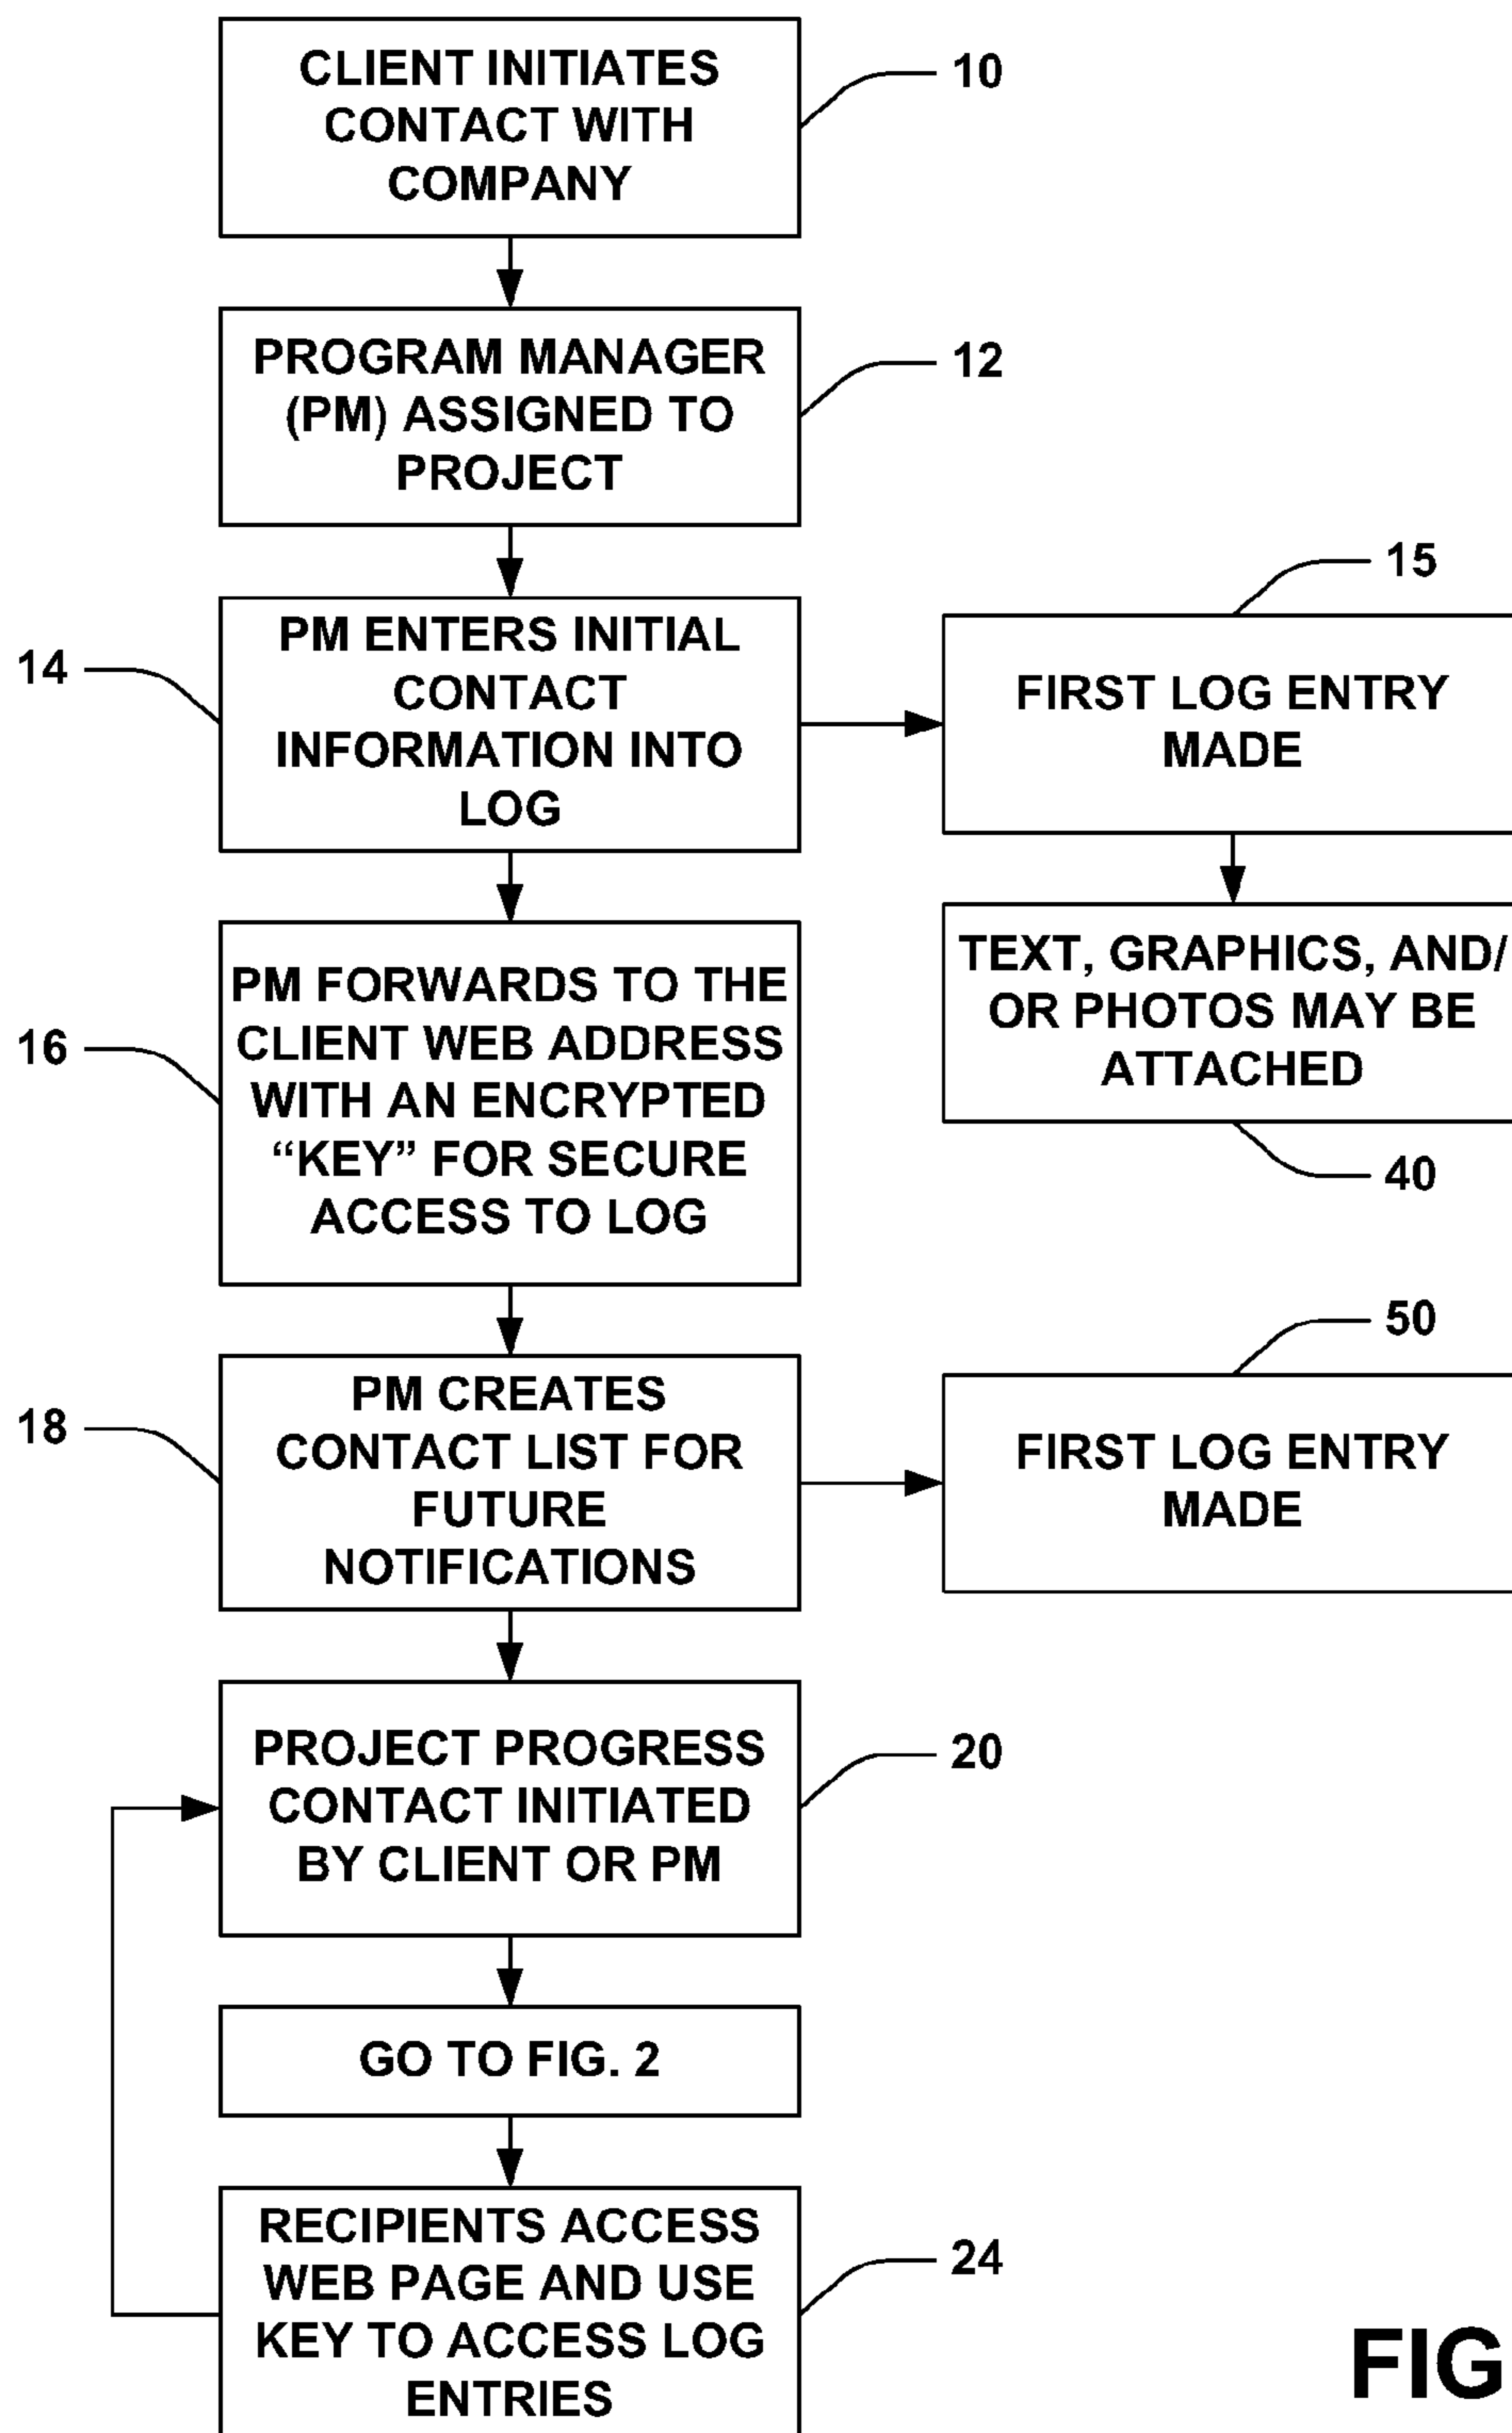 CLIENT INITIATES
CONTACT WITH
COMPANY
10
PROGRAM MANAGER
(PM) ASSIGNED TO
PROJECT
12
14
PM ENTERS INITIAL
CONTACT
INFORMATION INTO
LOG
15
FIRST LOG ENTRY
MADE
TEXT, GRAPHICS, AND/
OR PHOTOS MAY BE
ATTACHED
40
16
PM FORWARDS TO THE
CLIENT WEB ADDRESS
WITH AN ENCRYPTED
“KEY” FOR SECURE
ACCESS TO LOG
18
PM CREATES
CONTACT LIST FOR
FUTURE
NOTIFICATIONS
50
FIRST LOG ENTRY
MADE
PROJECT PROGRESS
CONTACT INITIATED
BY CLIENT OR PM
20
GO TO FIG. 2
RECIPIENTS ACCESS
WEB PAGE AND USE
KEY TO ACCESS LOG
ENTRIES
24
FIG